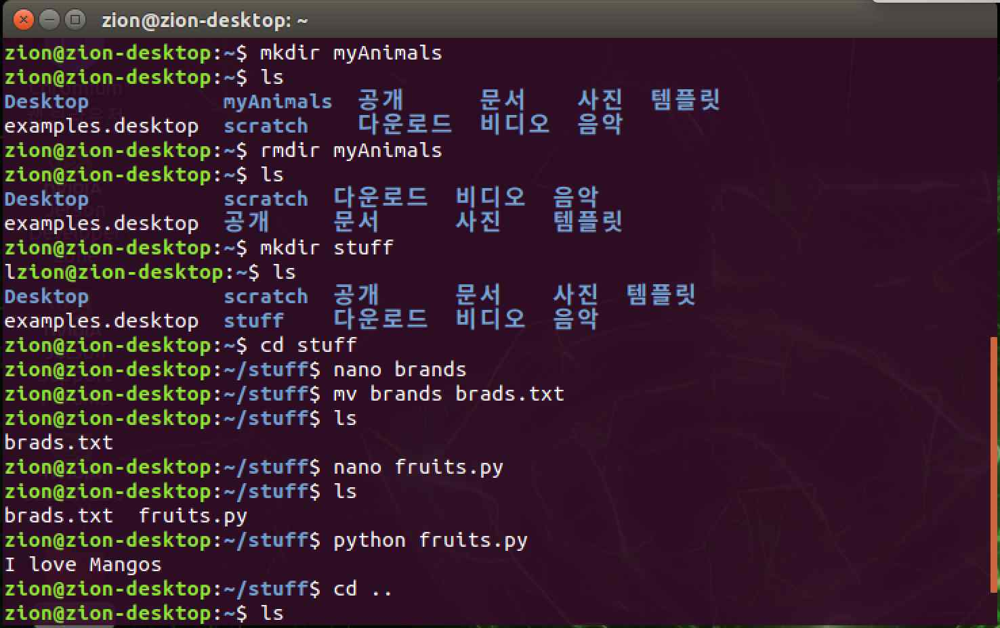 zion@zion-desktop: ~
zion@zion-desktop:~$ mkdir myAnimals
zion@zion-desktop:~$ ls
Desktop myAnimals 공개 문서 사진 템플릿
examples.desktop scratch 다운로드 비디오 음악
zion@zion-desktop:~$ rmdir myAnimals
zion@zion-desktop:~$ ls
Desktop scratch 다운로드 비디오 음악
examples.desktop 공개 문서 사진 템플릿
zion@zion-desktop:~$ mkdir stuff
lzion@zion-desktop:~$ ls
Desktop scratch 공개 문서 사진 템플릿
examples.desktop stuff 다운로드 비디오 음악
zion@zion-desktop:~$ cd stuff
zion@zion-desktop:~/stuff$ nano brands
zion@zion-desktop:~/stuff$ mv brands brads.txt
zion@zion-desktop:~/stuff$ ls
brads.txt
zion@zion-desktop:~/stuff$ nano fruits.py
zion@zion-desktop:~/stuff$ ls
brads.txt fruits.py
zion@zion-desktop:~/stuff$ python fruits.py
I love Mangos
zion@zion-desktop:~/stuff$ cd ..
zion@zion-desktop:~$ ls